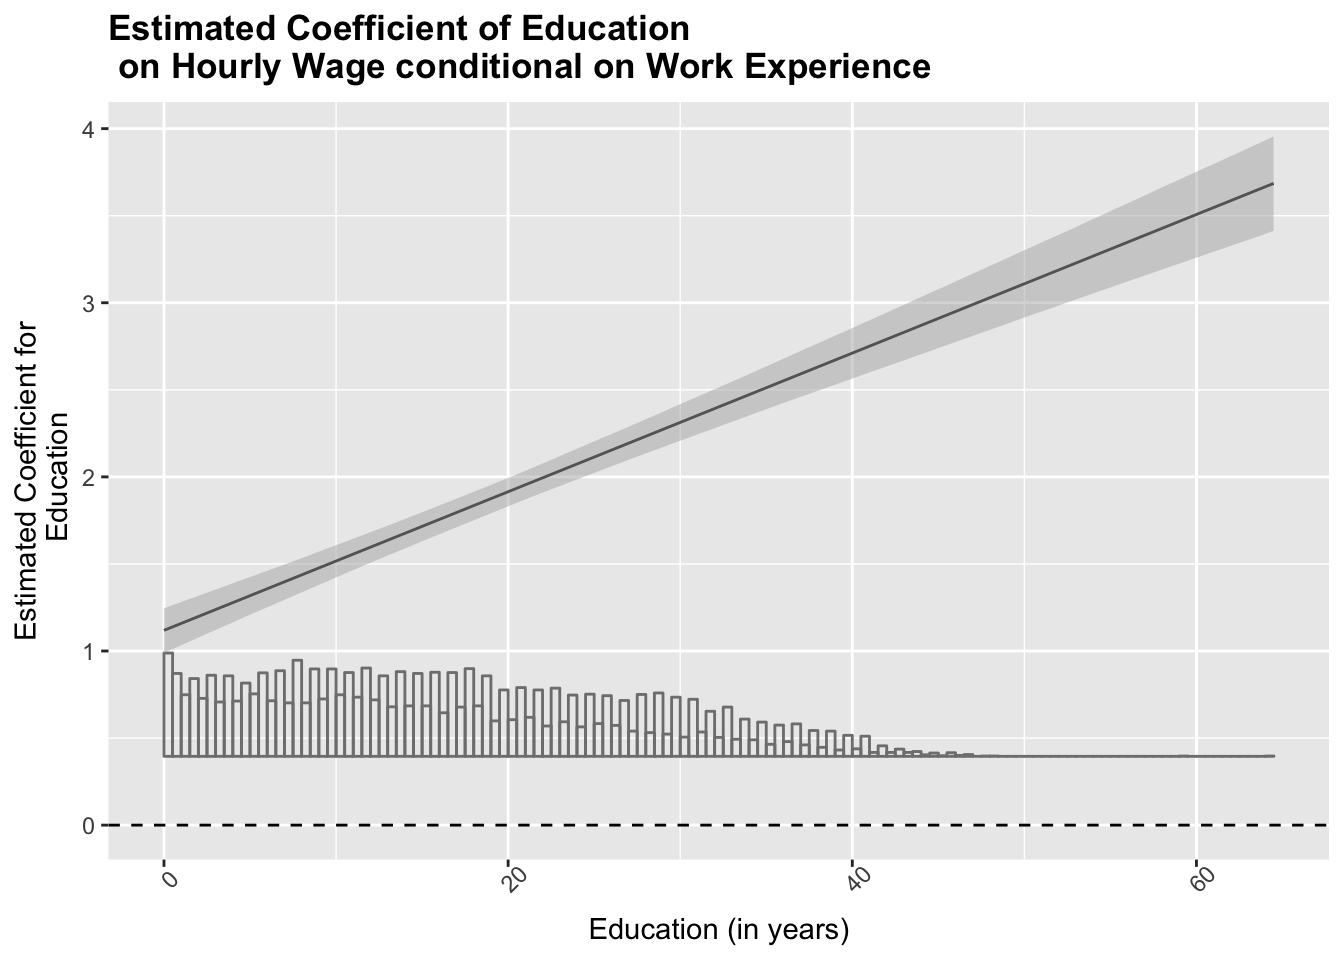 Estimated Coefficient of Education
on Hourly Wage conditional on Work Experience
Estimated Coefficient for
Education
4
3
2
1
0
0
20
40
60
Education (in years)